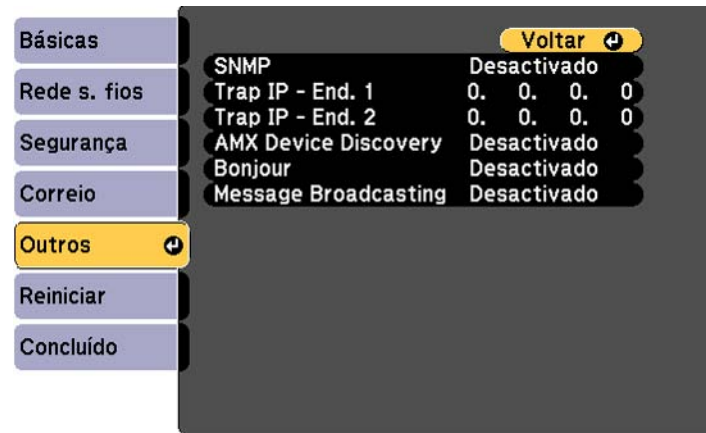 Básicas
Rede s. fios
Segurança
Correio
Outros
Reiniciar
Concluído
Voltar
SNMP Desactivado
Trap IP - End. 1 0. 0. 0. 0
Trap IP - End. 2 0. 0. 0. 0
AMX Device Discovery Desactivado
Bonjour Desactivado
Message Broadcasting Desactivado